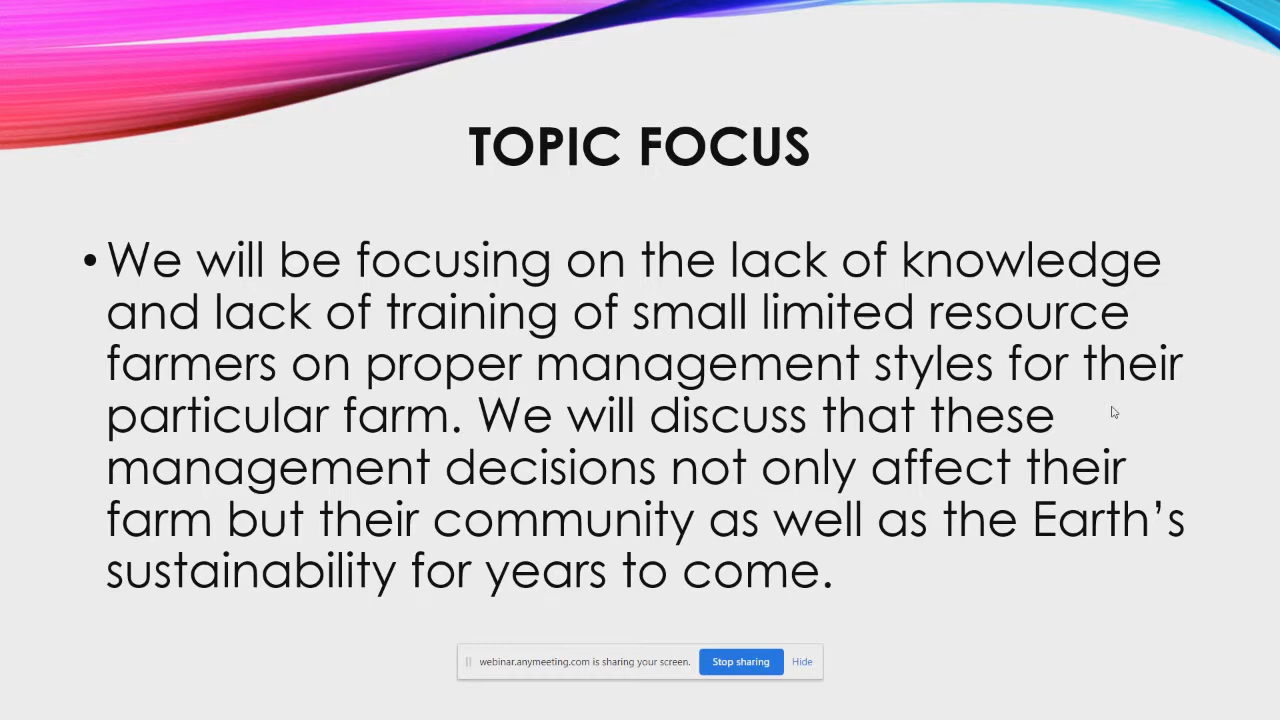 TOPIC FOCUS
• We will be focusing on the lack of knowledge
and lack of training of small limited resource
farmers on proper management styles for their
particular farm. We will discuss that these
management decisions not only affect their
farm but their community as well as the Earth’s
sustainability for years to come.
webinar.anymeeting.com is sharing your screen. Stop sharing Hide